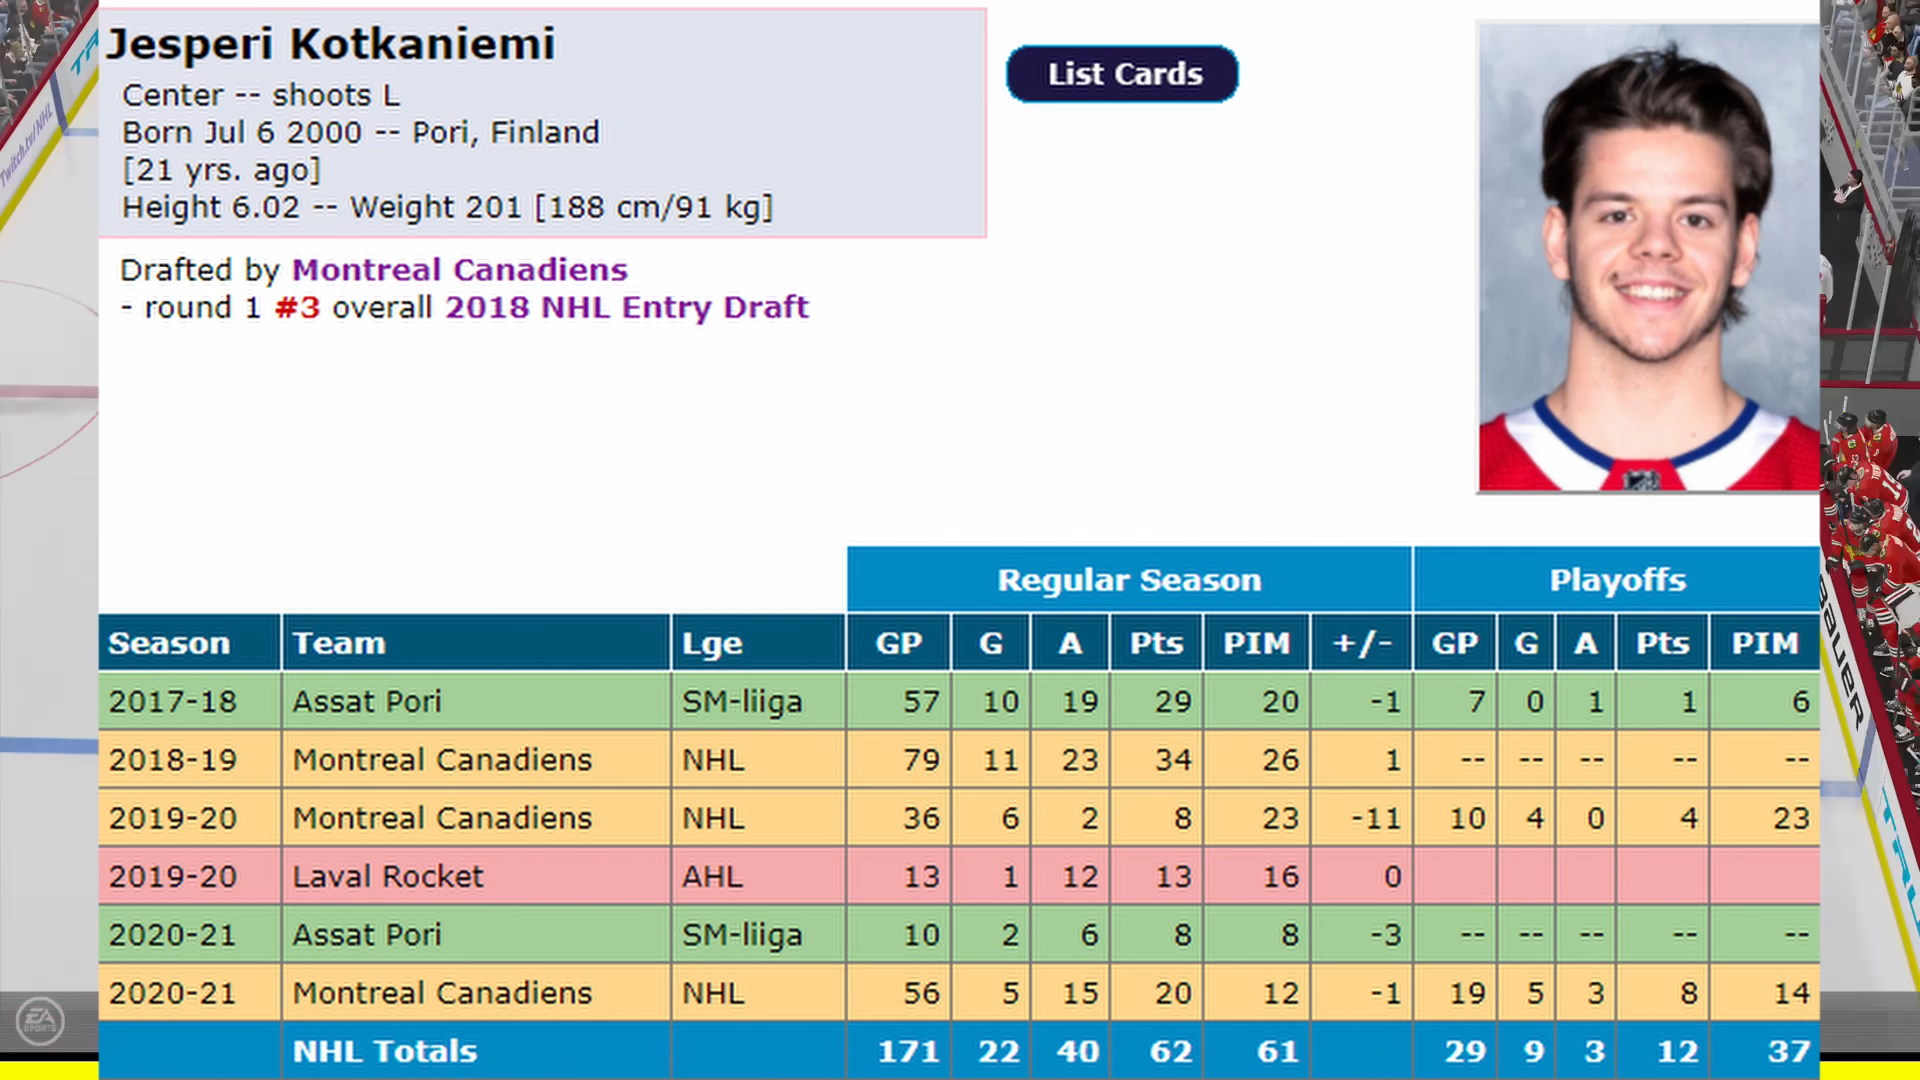 Jesperi Kotkaniemi
Center -- shoots L
Born Jul 6 2000 -- Pori, Finland
[21 yrs. ago]
Height 6.02 -- Weight 201 [188 cm/91 kg]
List Cards
Drafted by Montreal Canadiens
- round 1 #3 overall 2018 NHL Entry Draft
Regular Season Playoffs
Season Team Lge GP G A Pts PIM +/- GP G A Pts PIM
2017-18 Assat Pori SM-liiga 57 10 19 29 20 -1 7 0 1 1 6
2018-19 Montreal Canadiens NHL 79 11 23 34 26 1 -- -- -- -- --
2019-20 Montreal Canadiens NHL 36 6 2 8 23 -11 10 4 0 4 23
2019-20 Laval Rocket AHL 13 1 12 13 16 0
2020-21 Assat Pori SM-liiga 10 2 6 8 8 -3 -- -- -- -- --
2020-21 Montreal Canadiens NHL 56 5 15 20 12 -1 19 5 3 8 14
NHL Totals 171 22 40 62 61 29 9 3 12 37
Twitch.tv/NHL
BAUER
EA
SPORTS